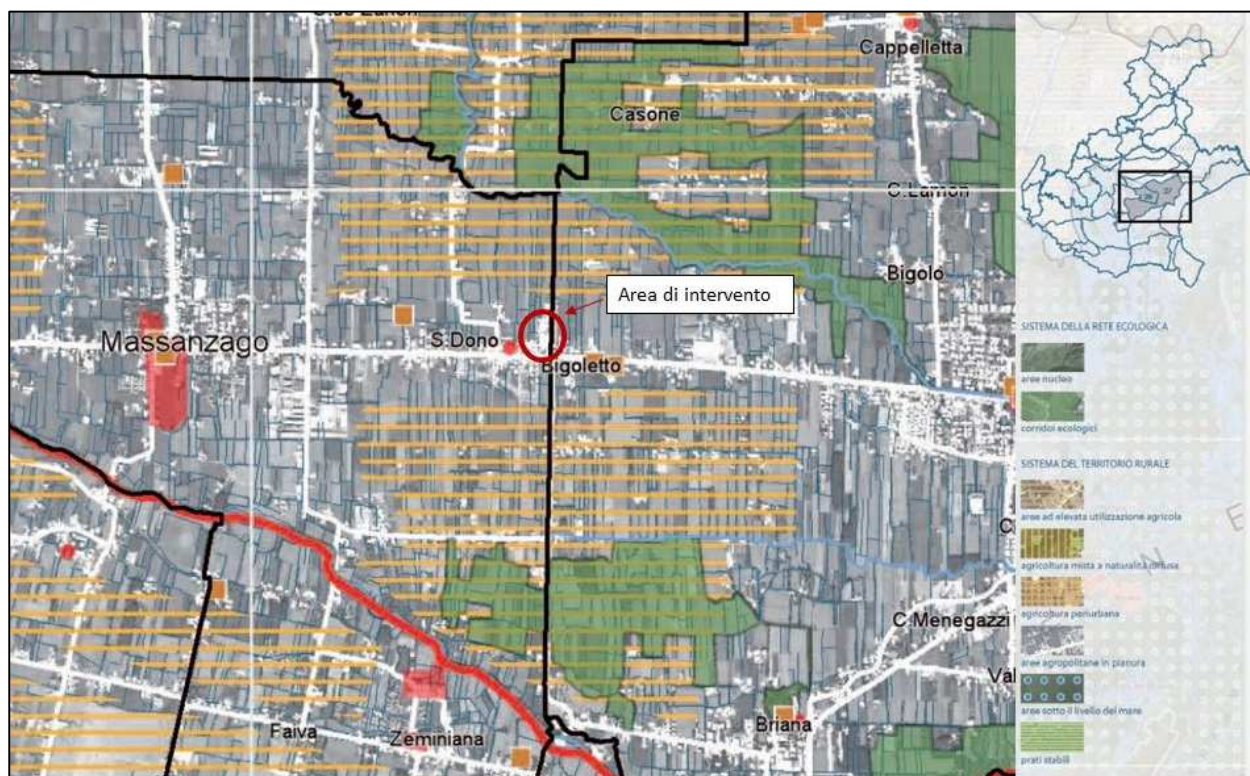 Cappelletta
Casone
C.Lamon
Bigolo
Area di intervento
S.Dono
Massanzago
Bigoletto
C.Menegazzi
Val
Briana
Faiva
Zeminiana
SISTEMA DELLA RETE ECOLOGICA
aree nucleo
corridoi ecologici
SISTEMA DEL TERRITORIO RURALE
aree ad elevata utilizzazione agricola
agricoltura mista a naturalità diffusa
agricoltura periurbana
aree agropolitane in pianura
aree sotto il livello del mare
prati stabili